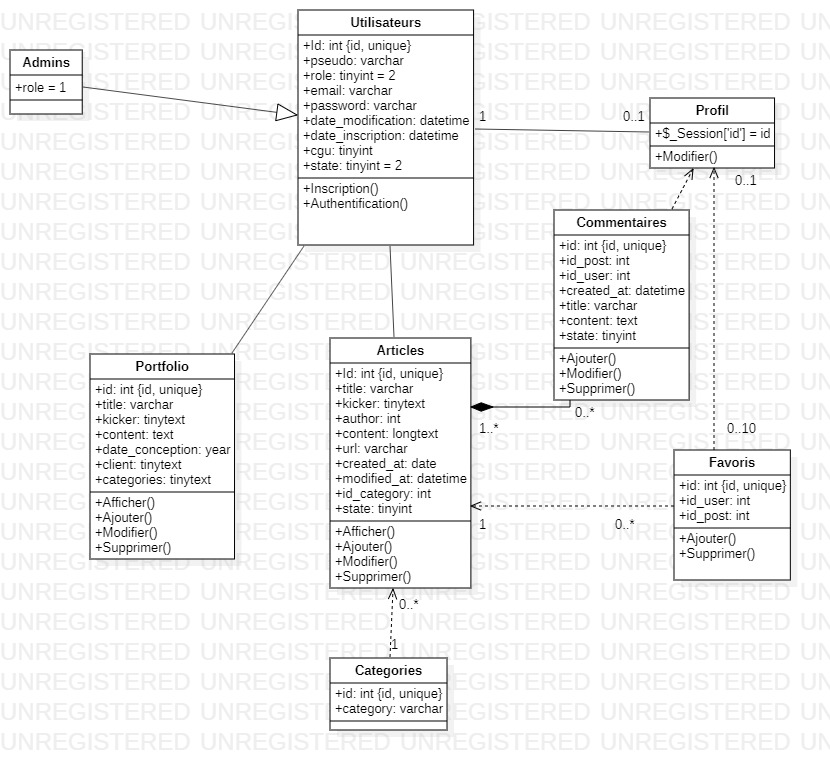 Utilisateurs
+Id: int {id, unique}
+pseudo: varchar
+role: tinyint = 2
+email: varchar
+password: varchar
+date_modification: datetime
+date_inscription: datetime
+cgu: tinyint
+state: tinyint = 2
+Inscription()
+Authentification()
Admins
+role = 1
1
0..1
Profil
+$_Session['id'] = id
+Modifier()
0..1
Commentaires
+id: int {id, unique}
+id_post: int
+id_user: int
+created_at: datetime
+title: varchar
+content: text
+state: tinyint
+Ajouter()
+Modifier()
+Supprimer()
0..*
1..*
Portfolio
+id: int {id, unique}
+title: varchar
+kicker: tinytext
+content: text
+date_conception: year
+client: tinytext
+categories: tinytext
+Afficher()
+Ajouter()
+Modifier()
+Supprimer()
Articles
+Id: int {id, unique}
+title: varchar
+kicker: tinytext
+author: int
+content: longtext
+url: varchar
+created_at: date
+modified_at: datetime
+id_category: int
+state: tinyint
+Afficher()
+Ajouter()
+Modifier()
+Supprimer()
0..10
Favoris
+id: int {id, unique}
+id_user: int
+id_post: int
+Ajouter()
+Supprimer()
1
0..*
0..*
1
Categories
+id: int {id, unique}
+category: varchar
UNREGISTERED UNREGISTERED UNREGISTERED UNREGISTERED UNREGISTERED